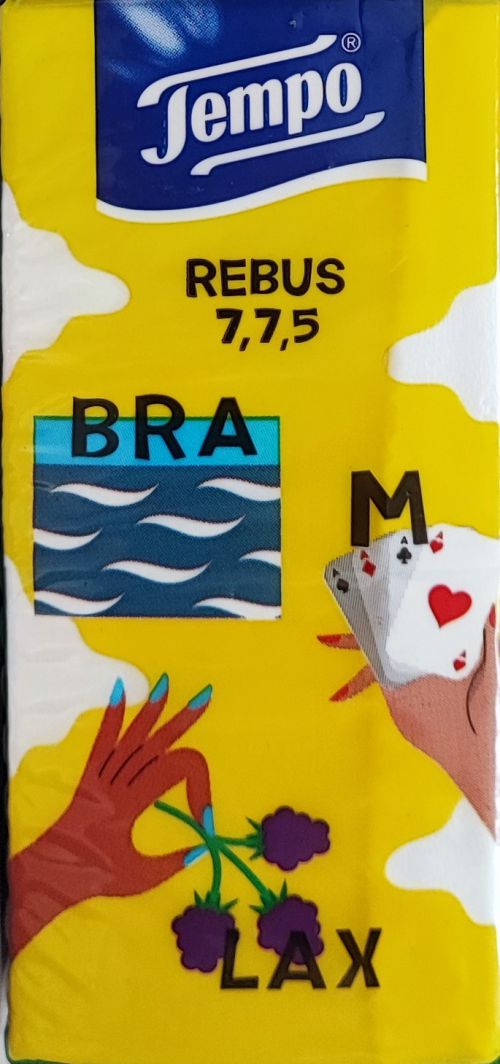 Tempo®
REBUS
7,7,5
BRA
M
A A A
LAX